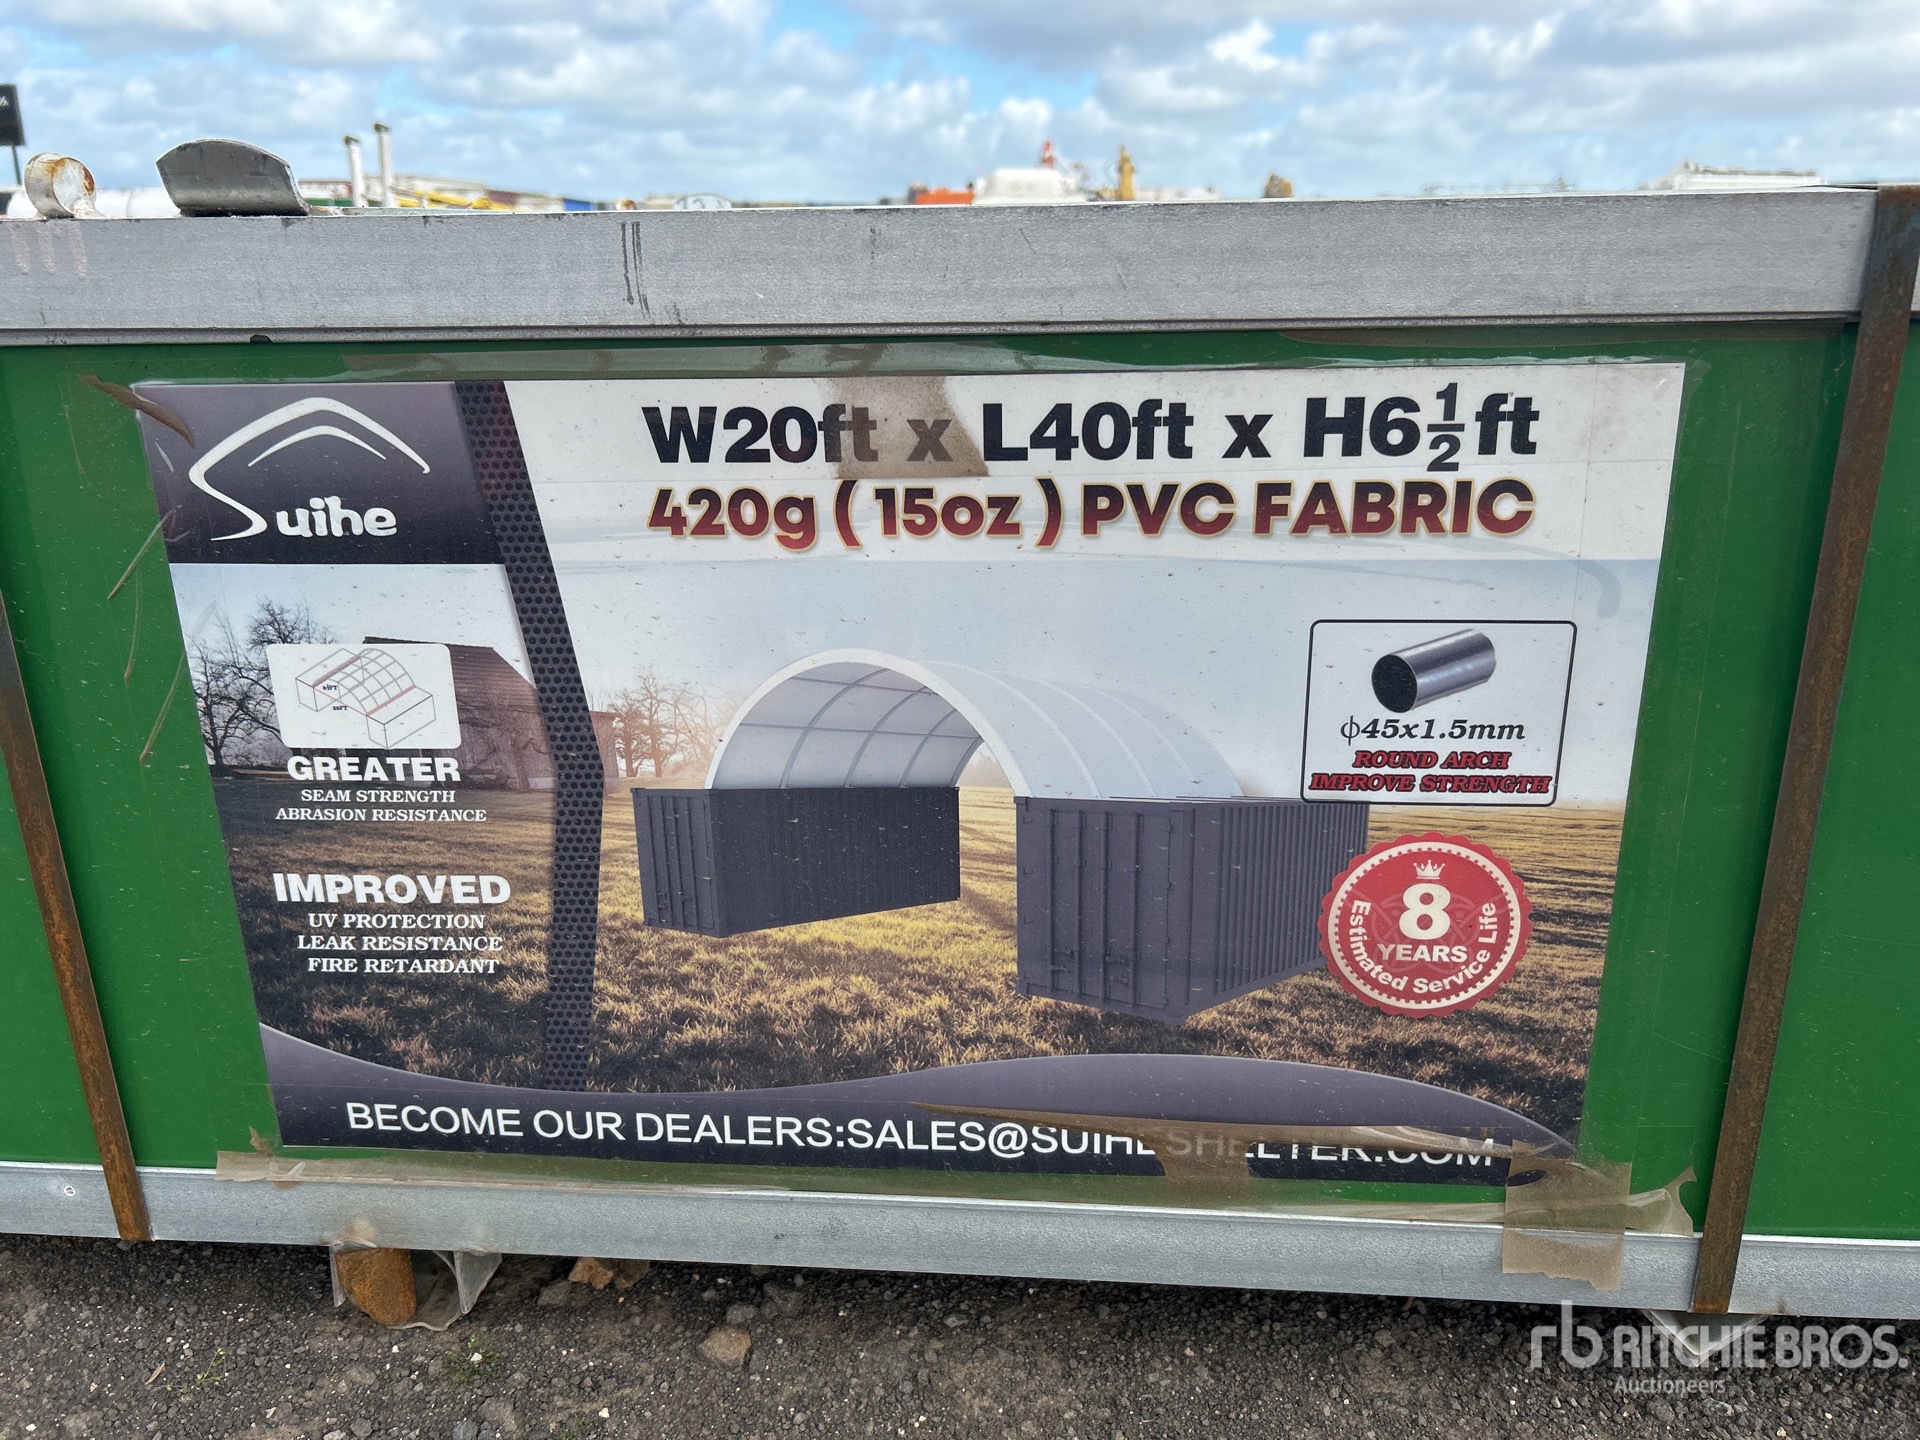 Suihe
W20ft x L40ft x H6½ft
420g (15oz) PVC FABRIC
GREATER
SEAM STRENGTH
ABRASION RESISTANCE
IMPROVED
UV PROTECTION
LEAK RESISTANCE
FIRE RETARDANT
ф45x1.5mm
ROUND ARCH
IMPROVE STRENGTH
8
YEARS
Estimated Service Life
BECOME OUR DEALERS:SALES@SUIHESHELTER.COM
rb RITCHIE BROS.
Auctioneers